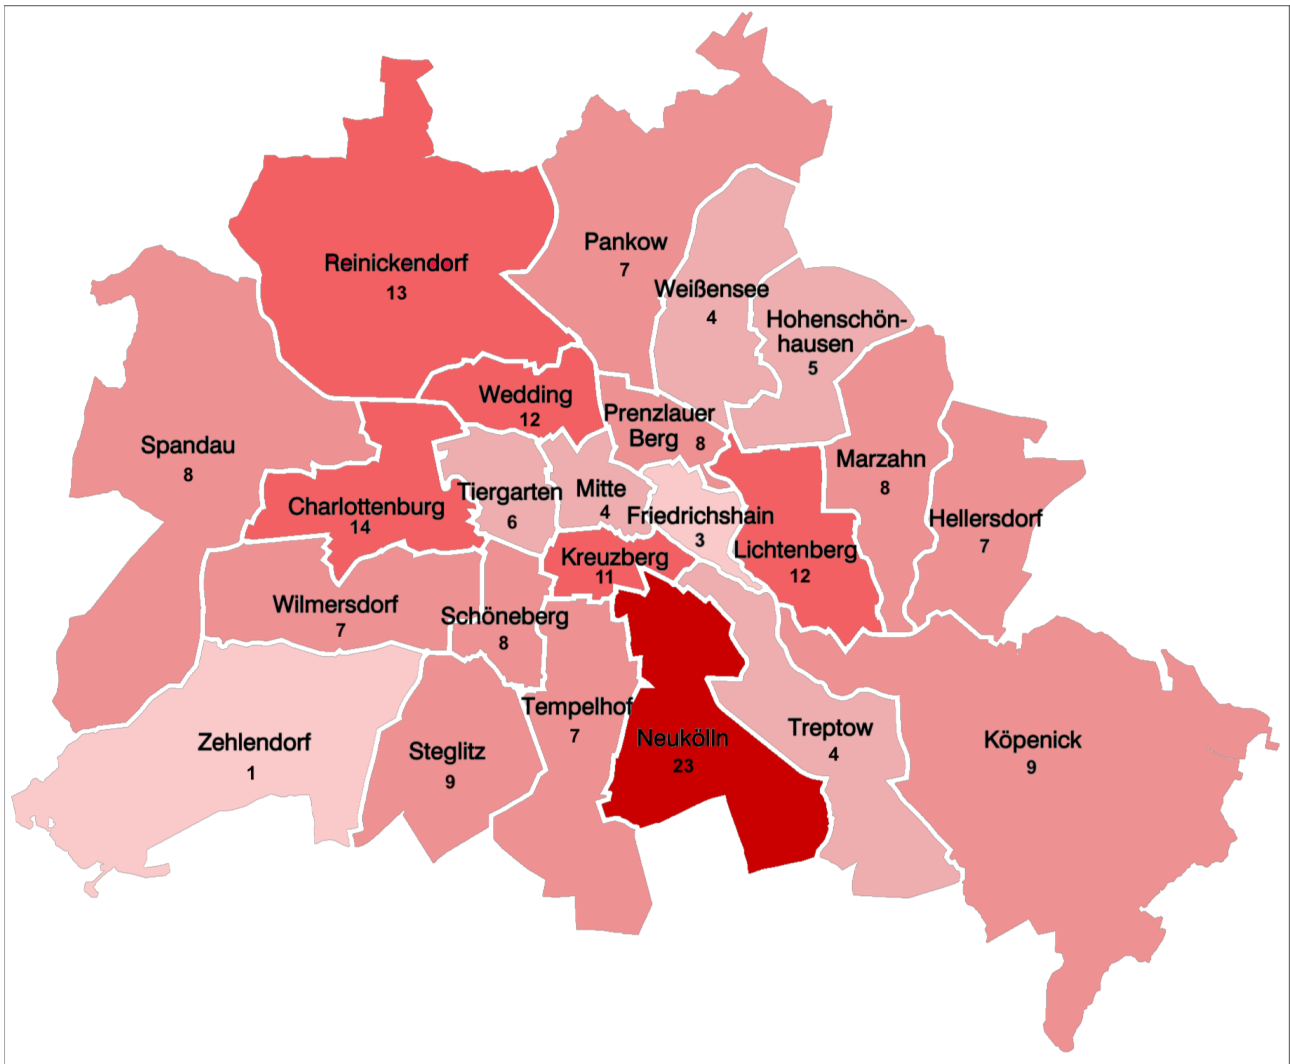 Pankow
7
Reinickendorf
13
Weißensee
4
Hohenschön-
hausen
5
Wedding
12
Prenzlauer
Berg 8
Spandau
8
Marzahn
8
Charlottenburg
14
Tiergarten
6
Mitte
4
Friedrichshain
3
Hellersdorf
7
Lichtenberg
12
Kreuzberg
11
Wilmersdorf
7
Schöneberg
8
Tempelhof
7
Zehlendorf
1
Steglitz
9
Neukölln
23
Treptow
4
Köpenick
9